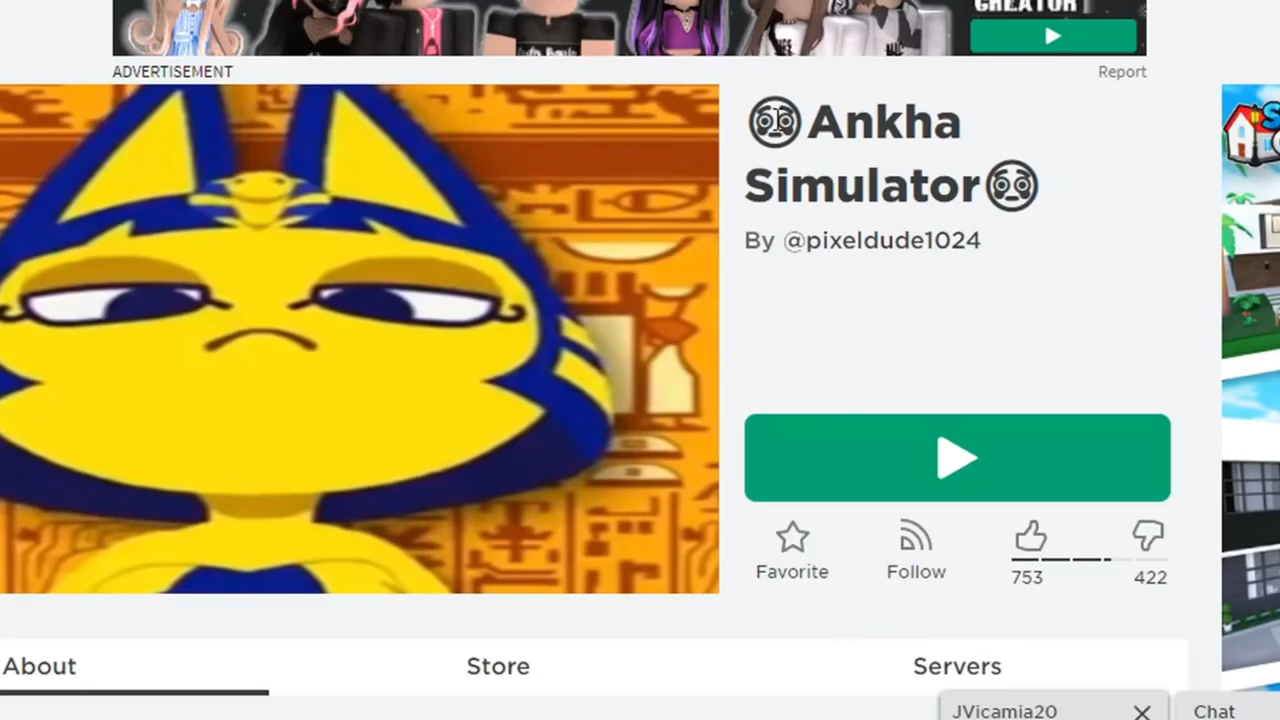 CREATOR
ADVERTISEMENT
Report
😳Ankha
Simulator😳
By @pixeldude1024
Favorite
Follow
753
422
About
Store
Servers
JVicamia20
Chat